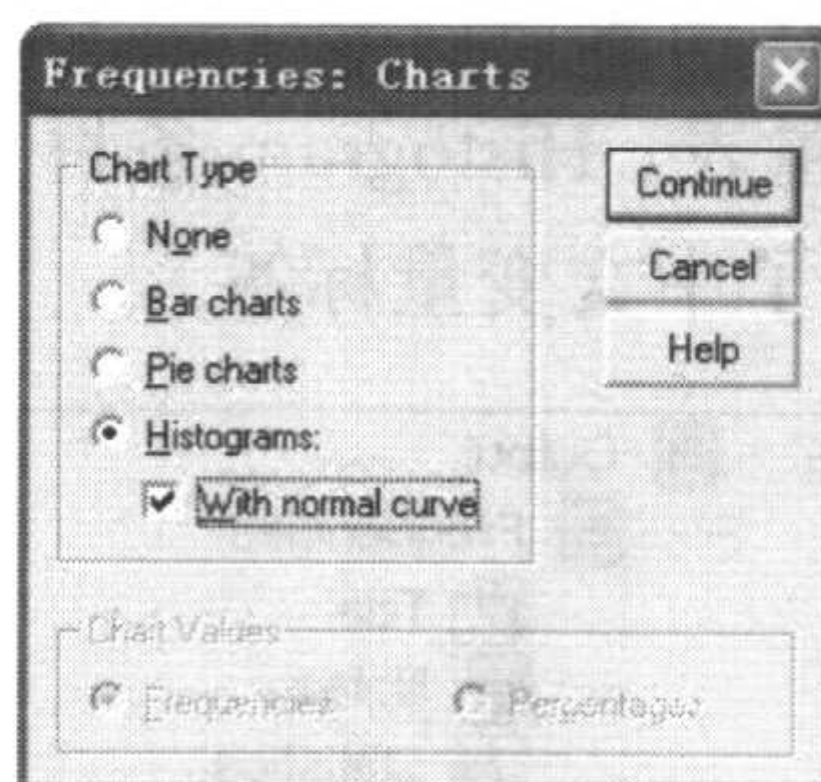 Frequencies: Charts
Chart Type
None
Bar charts
Pie charts
Histograms:
With normal curve
Continue
Cancel
Help
Chart Values
Frequencies
Percentages